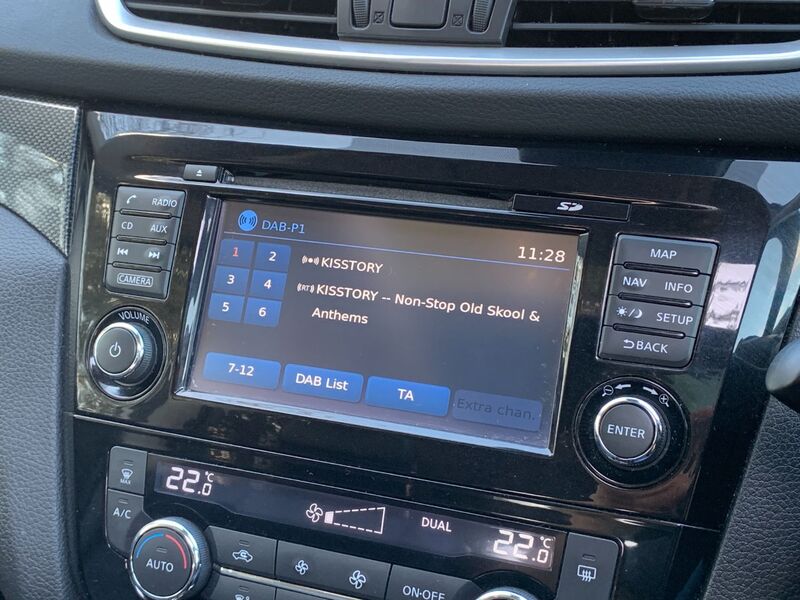 RADIO
CD AUX
CAMERA
VOLUME
DAB-P1
11:28
1 2
3 4
5 6
KISSTORY
(RT) KISSTORY -- Non-Stop Old Skool &
Anthems
7-12
DAB List
TA
Extra chan.
SD
MAP
NAV INFO
SETUP
BACK
ENTER
MAX
A/C
22.0 °C
DUAL
22.0 °C
AUTO
ON·OFF